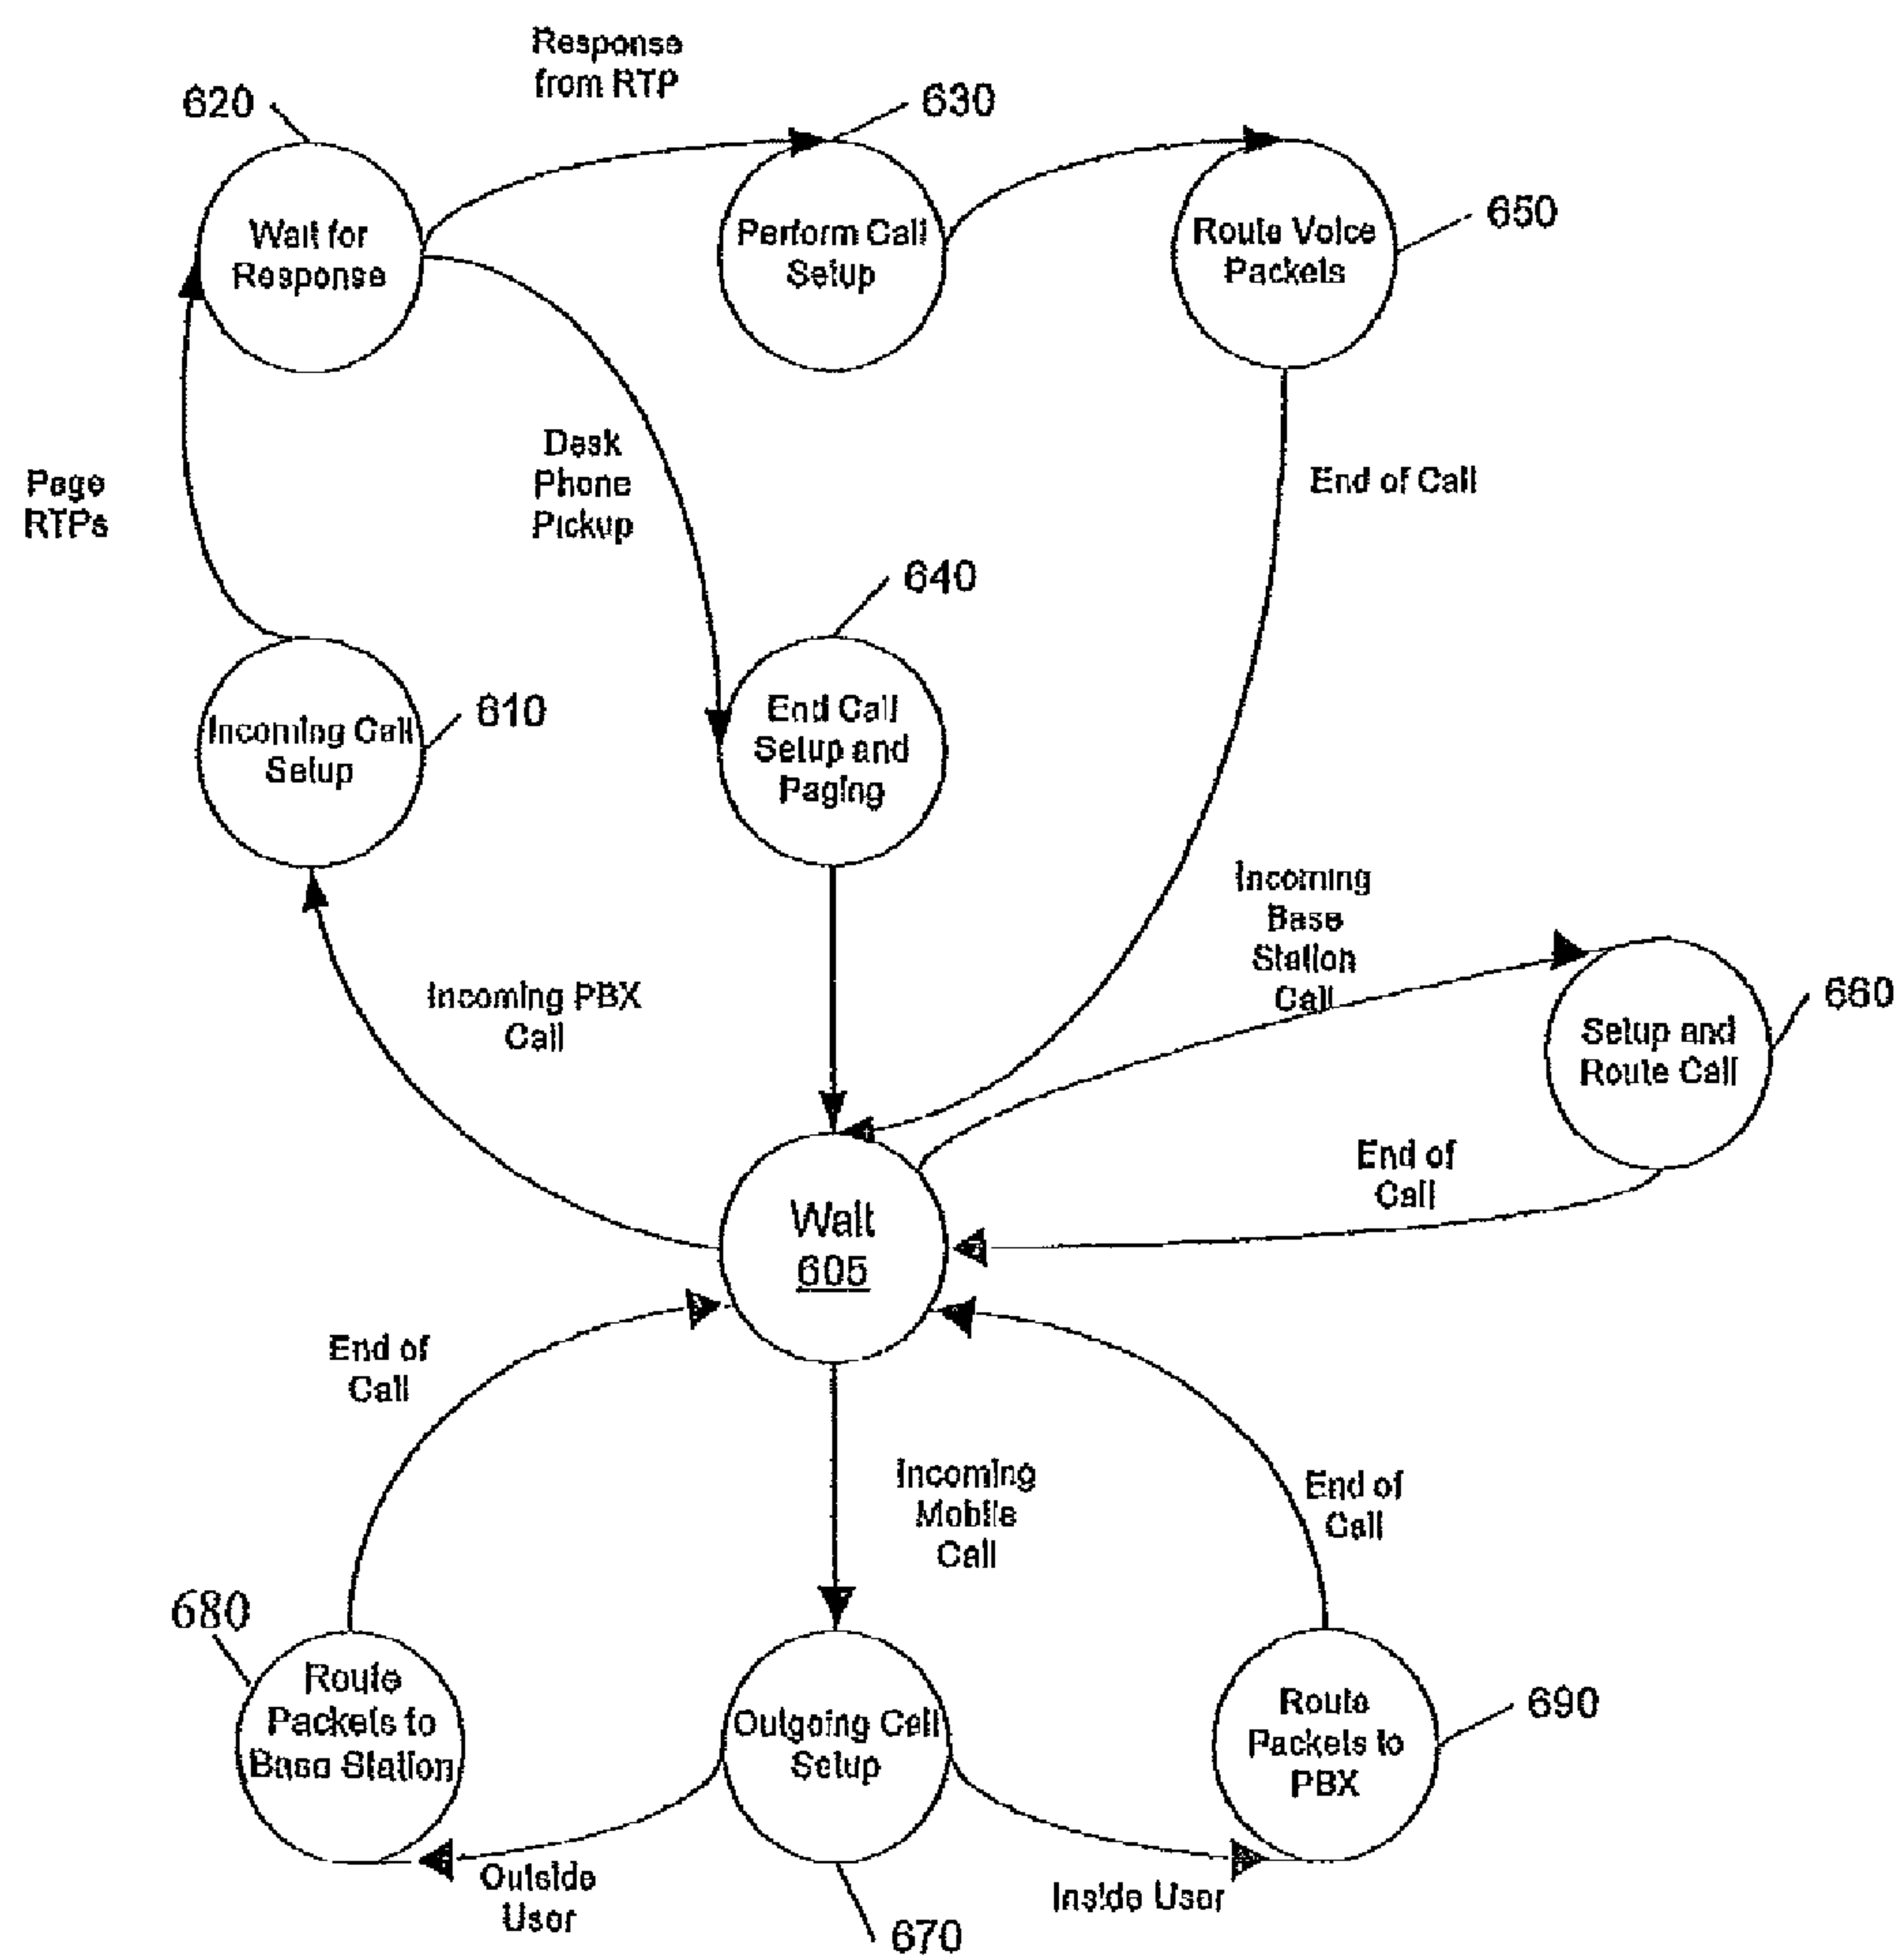 Response
from RTP
620
630
Wait for
Response
Perform Call
Setup
Route Voice
Packets
650
Page
RTPs
Desk
Phone
Pickup
End of Call
640
Incoming Call
Setup
610
End Call
Setup and
Paging
Incoming
Base
Station
Call
Incoming PBX
Call
660
Setup and
Route Call
End of
Call
Wait
605
End of
Call
Incoming
Mobile
Call
End of
Call
680
Route
Packets to
Base Station
Outgoing Call
Setup
Route
Packets to
PBX
690
Outside
User
Inside User
670